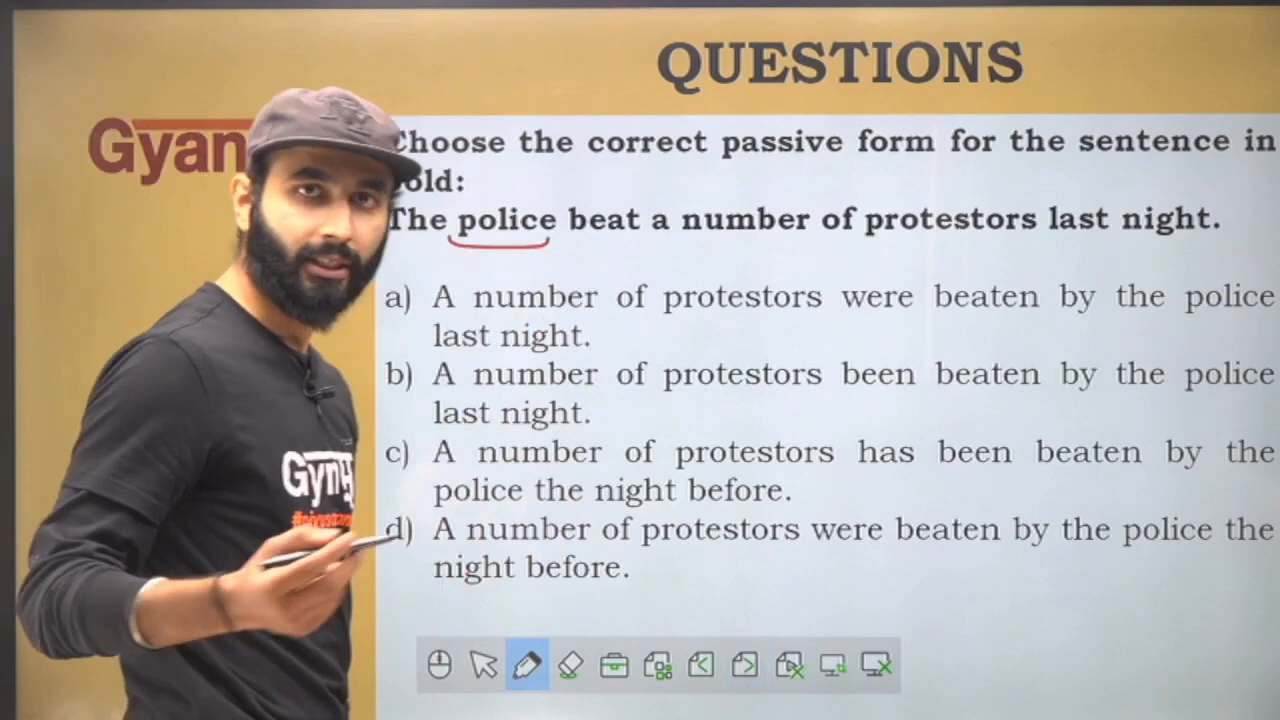 QUESTIONS
Gyan
Choose the correct passive form for the sentence in
bold:
The police beat a number of protestors last night.
a) A number of protestors were beaten by the police
last night.
b) A number of protestors been beaten by the police
last night.
c) A number of protestors has been beaten by the
police the night before.
d) A number of protestors were beaten by the police the
night before.